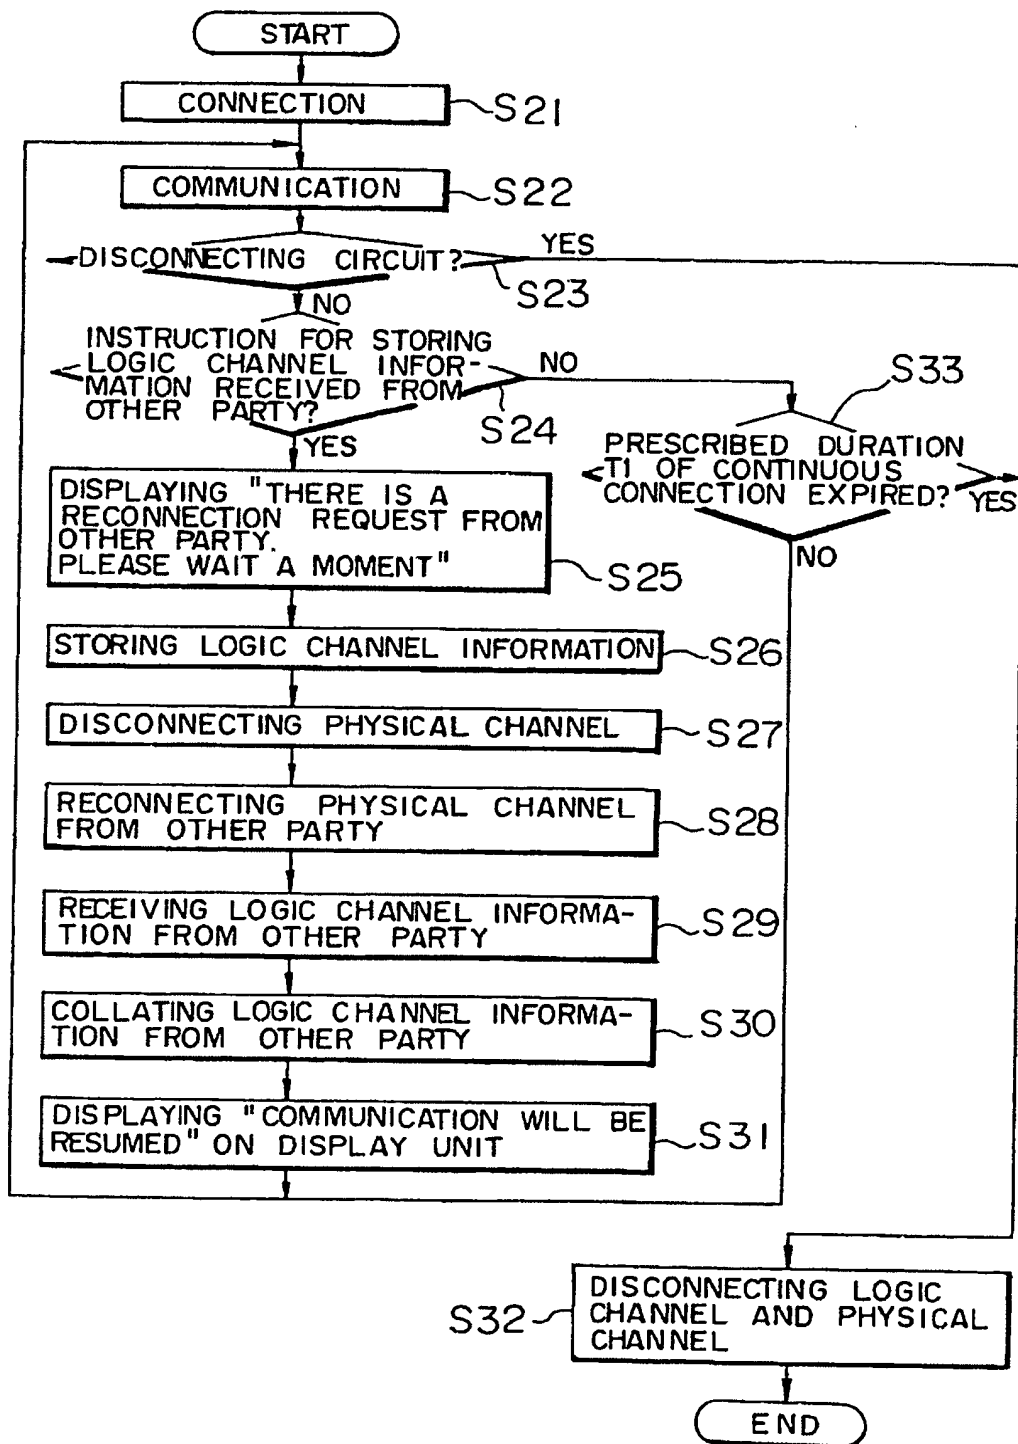 START
CONNECTION
S21
COMMUNICATION
S22
DISCONNECTING CIRCUIT?
YES
S23
NO
INSTRUCTION FOR STORING
LOGIC CHANNEL INFOR-
MATION RECEIVED FROM
OTHER PARTY?
NO
S24
YES
S33
PRESCRIBED DURATION
T1 OF CONTINUOUS
CONNECTION EXPIRED?
YES
NO
DISPLAYING "THERE IS A
RECONNECTION REQUEST FROM
OTHER PARTY.
PLEASE WAIT A MOMENT"
S25
STORING LOGIC CHANNEL INFORMATION
S26
DISCONNECTING PHYSICAL CHANNEL
S27
RECONNECTING PHYSICAL CHANNEL
FROM OTHER PARTY
S28
RECEIVING LOGIC CHANNEL INFORMA-
TION FROM OTHER PARTY
S29
COLLATING LOGIC CHANNEL INFORMA-
TION FROM OTHER PARTY
S30
DISPLAYING "COMMUNICATION WILL BE
RESUMED" ON DISPLAY UNIT
S31
DISCONNECTING LOGIC
CHANNEL AND PHYSICAL
CHANNEL
S32
END